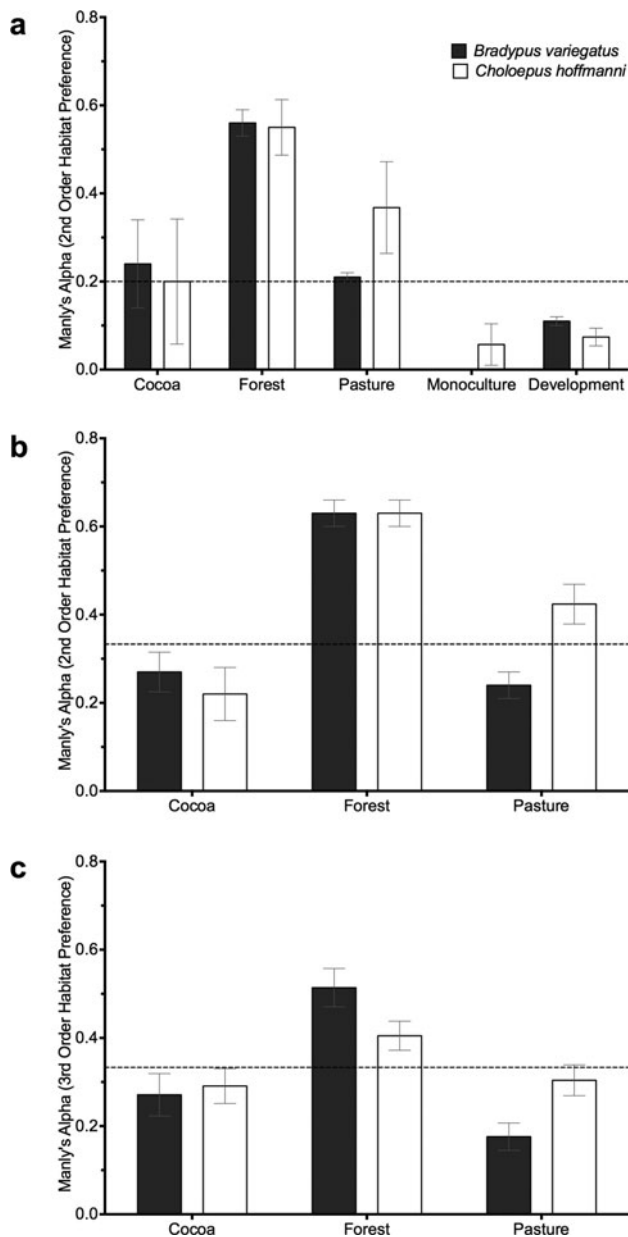 a
Manly's Alpha (2nd Order Habitat Preference)
0.8
0.6
0.4
0.2
0.0
Bradypus variegatus
Choloepus hoffmanni
Cocoa Forest Pasture Monoculture Development
b
Manly's Alpha (2nd Order Habitat Preference)
0.8
0.6
0.4
0.2
0.0
Cocoa Forest Pasture
c
Manly's Alpha (3rd Order Habitat Preference)
0.8
0.6
0.4
0.2
0.0
Cocoa Forest Pasture